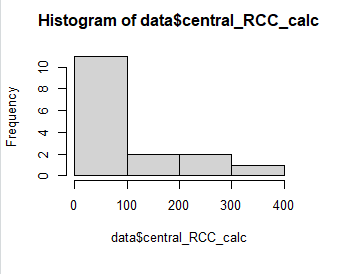 Histogram of data$central_RCC_calc
Frequency
10
8
6
4
2
0
0 100 200 300 400
data$central_RCC_calc